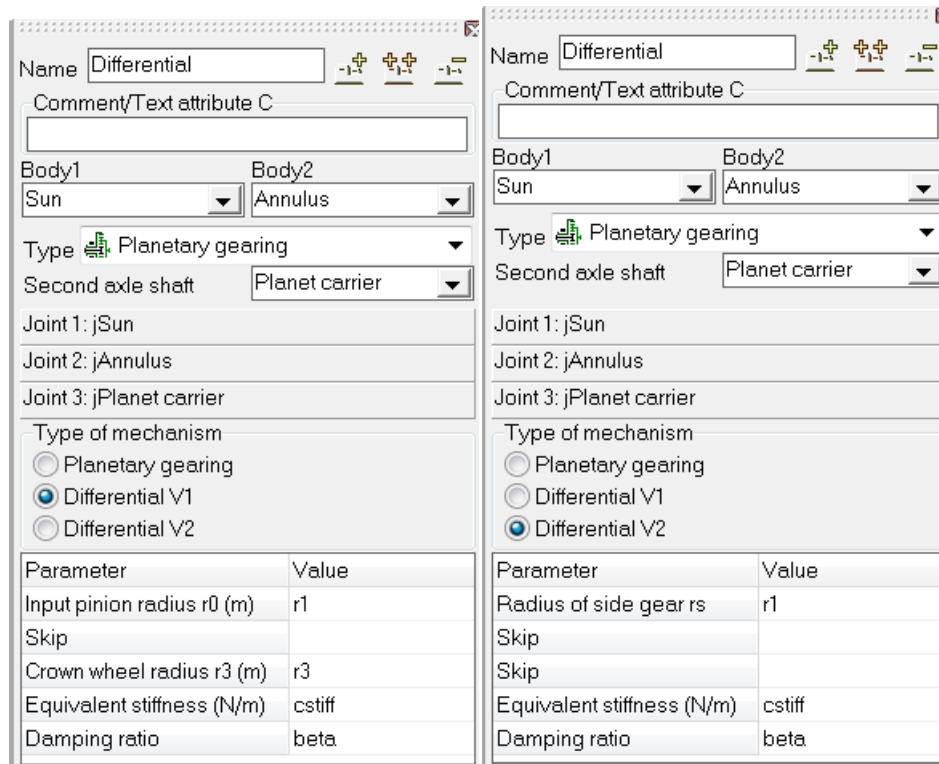 Name Differential
Comment/Text attribute C
Body1 Body2
Sun Annulus
Type Planetary gearing
Second axle shaft Planet carrier
Joint 1: jSun
Joint 2: jAnnulus
Joint 3: jPlanet carrier
Type of mechanism
Planetary gearing
Differential V1
Differential V2
Parameter Value
Input pinion radius r0 (m) r1
Skip
Crown wheel radius r3 (m) r3
Equivalent stiffness (N/m) cstiff
Damping ratio beta
Name Differential
Comment/Text attribute C
Body1 Body2
Sun Annulus
Type Planetary gearing
Second axle shaft Planet carrier
Joint 1: jSun
Joint 2: jAnnulus
Joint 3: jPlanet carrier
Type of mechanism
Planetary gearing
Differential V1
Differential V2
Parameter Value
Radius of side gear rs r1
Skip
Skip
Equivalent stiffness (N/m) cstiff
Damping ratio beta